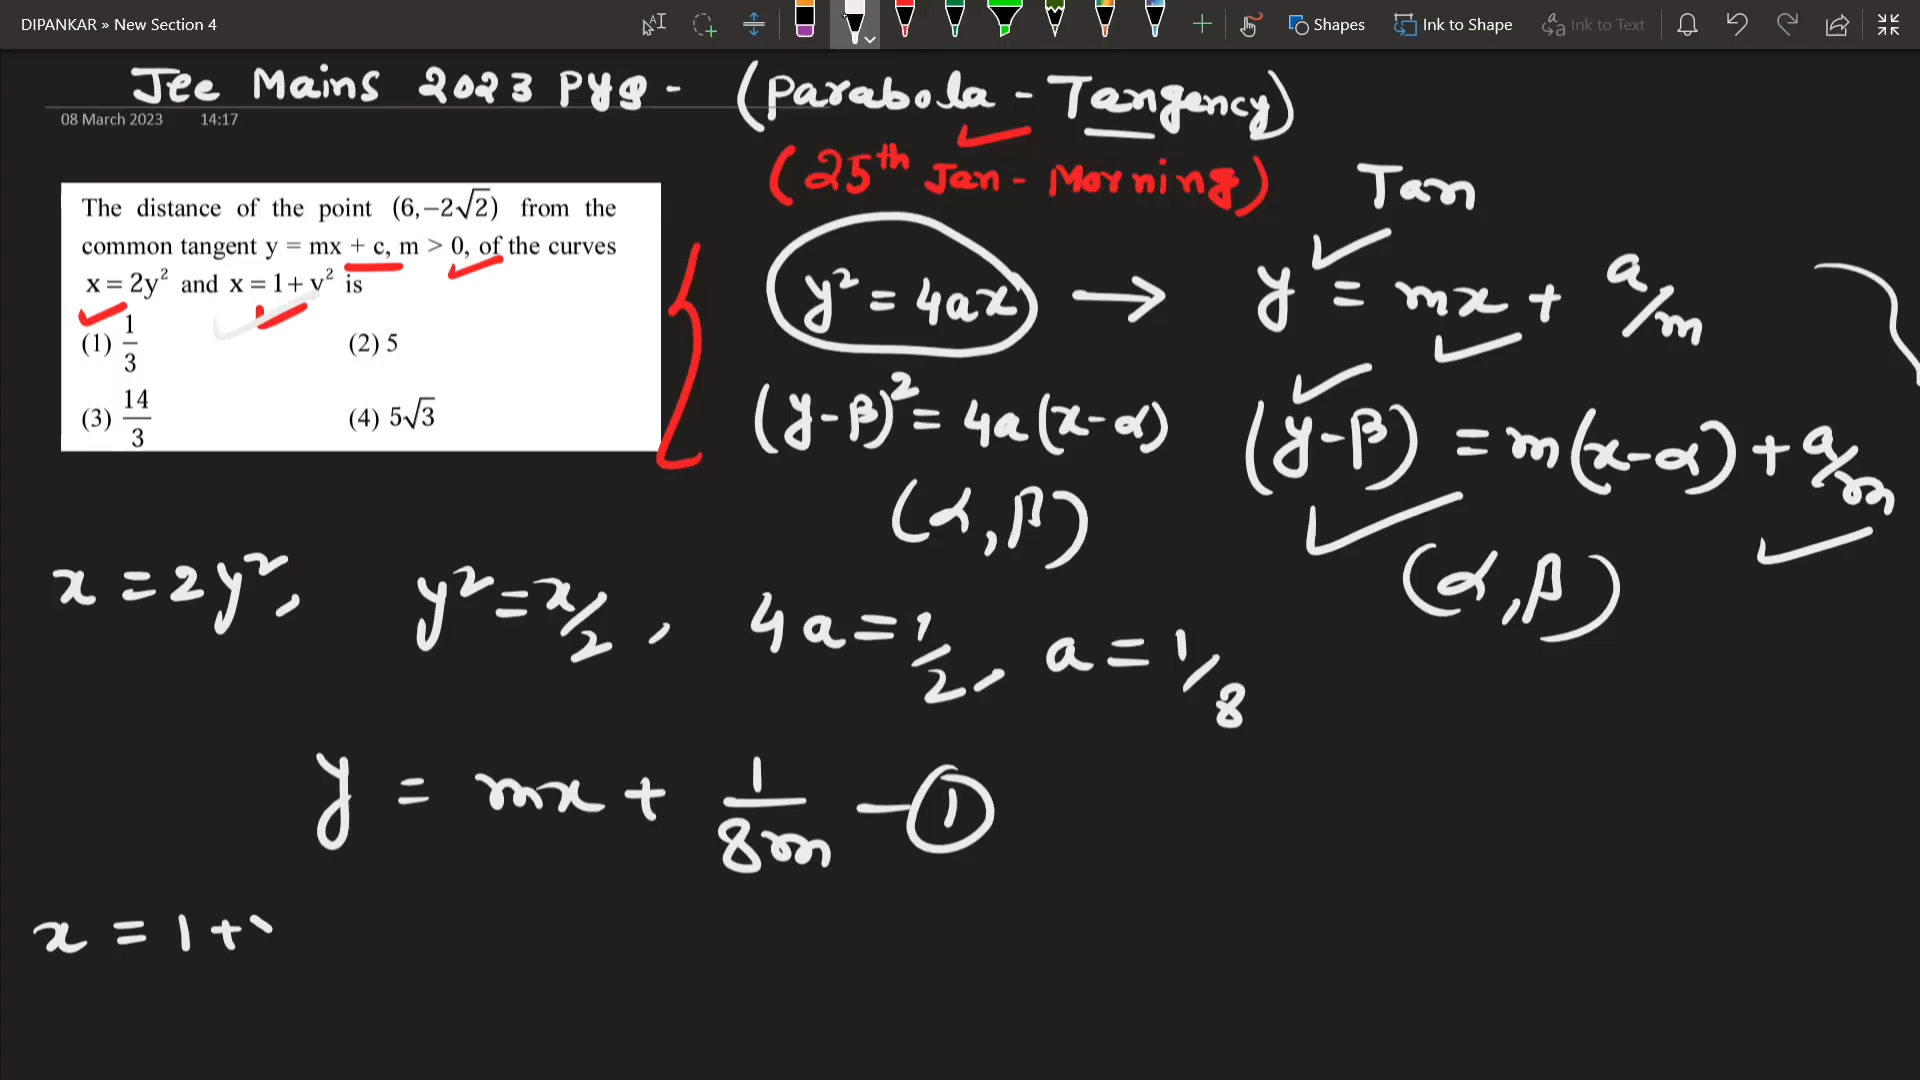 DIPANKAR » New Section 4
Shapes
Ink to Shape
Ink to Text
Jee Mains 2023 PYQ - (Parabola - Tangency)
08 March 2023 14:17
(25th Jan - Morning)
The distance of the point (6, −2√2) from the
common tangent y = mx + c, m > 0, of the curves
x = 2y² and x = 1 + y² is
(1) 1/3 (2) 5
(3) 14/3 (4) 5√3
Tan
y² = 4ax → y = mx + a/m
(y-β)² = 4a(x-α) (y-β) = m(x-α) + a/m
(α, β) (α, β)
x = 2y², y² = x/2, 4a = 1/2, a = 1/8
y = mx + 1/8m — ①
x = 1 +